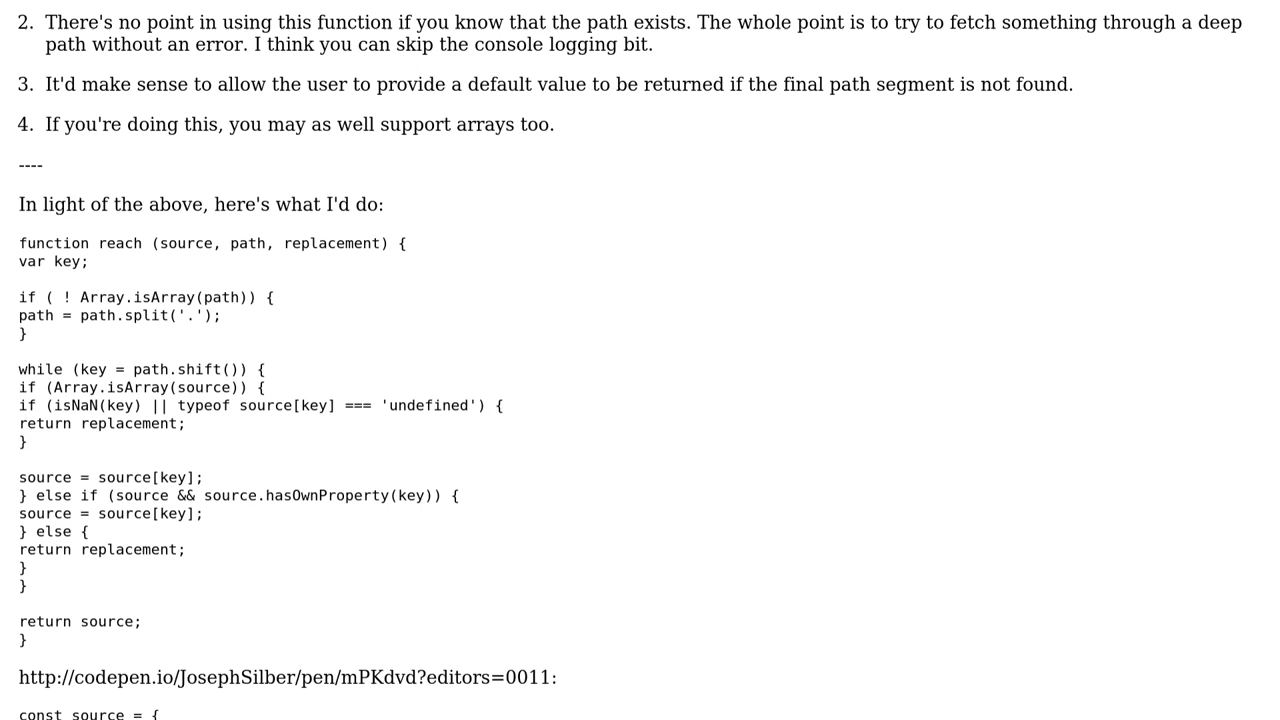 2. There's no point in using this function if you know that the path exists. The whole point is to try to fetch something through a deep
path without an error. I think you can skip the console logging bit.
3. It'd make sense to allow the user to provide a default value to be returned if the final path segment is not found.
4. If you're doing this, you may as well support arrays too.
----
In light of the above, here's what I'd do:
function reach (source, path, replacement) {
var key;
if ( ! Array.isArray(path)) {
path = path.split('.');
}
while (key = path.shift()) {
if (Array.isArray(source)) {
if (isNaN(key) || typeof source[key] === 'undefined') {
return replacement;
}
source = source[key];
} else if (source && source.hasOwnProperty(key)) {
source = source[key];
} else {
return replacement;
}
}
return source;
}
http://codepen.io/JosephSilber/pen/mPKdvd?editors=0011:
const source = {